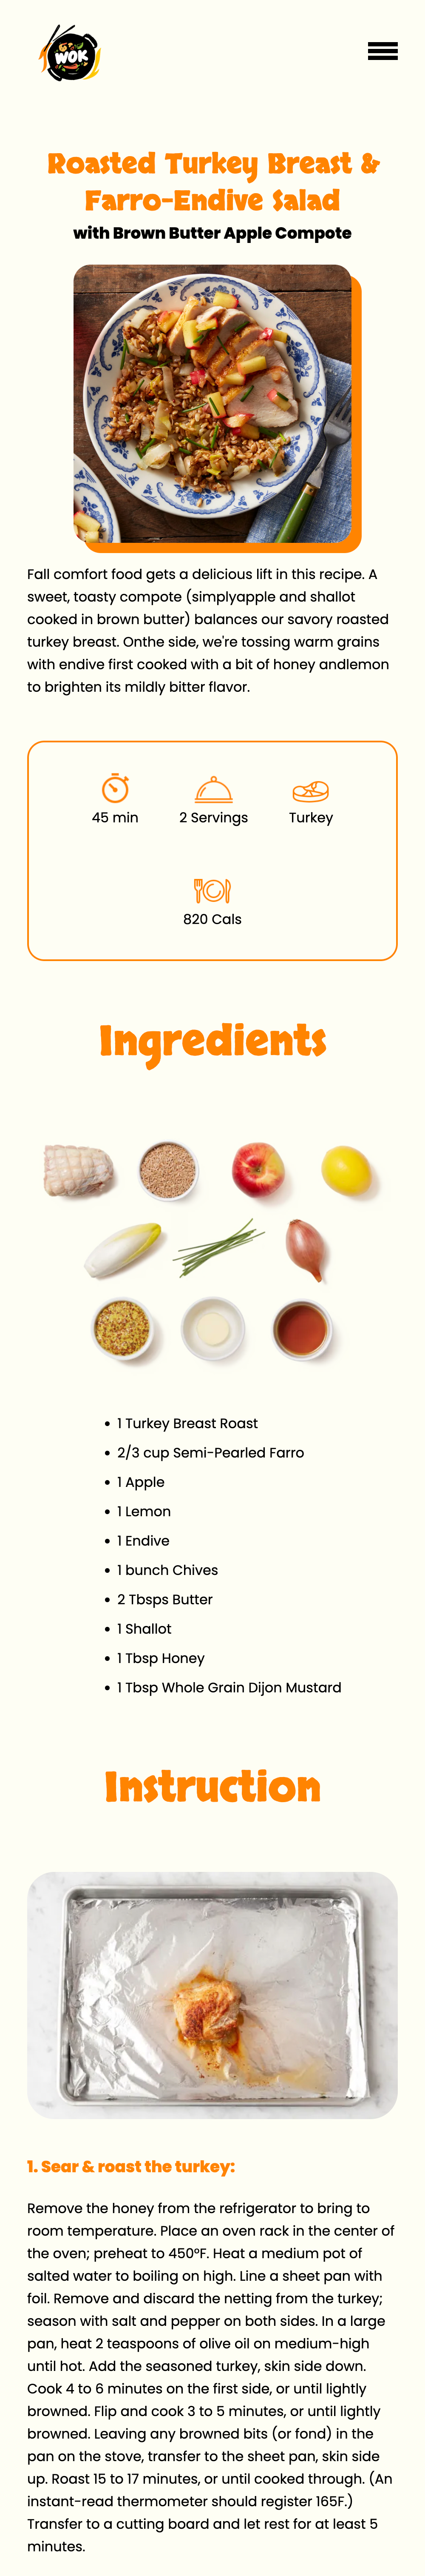 WOK
Roasted Turkey Breast &
Farro-Endive Salad
with Brown Butter Apple Compote
Fall comfort food gets a delicious lift in this recipe. A
sweet, toasty compote (simplyapple and shallot
cooked in brown butter) balances our savory roasted
turkey breast. Onthe side, we're tossing warm grains
with endive first cooked with a bit of honey andlemon
to brighten its mildly bitter flavor.
45 min
2 Servings
Turkey
820 Cals
Ingredients
• 1 Turkey Breast Roast
• 2/3 cup Semi-Pearled Farro
• 1 Apple
• 1 Lemon
• 1 Endive
• 1 bunch Chives
• 2 Tbsps Butter
• 1 Shallot
• 1 Tbsp Honey
• 1 Tbsp Whole Grain Dijon Mustard
Instruction
1. Sear & roast the turkey:
Remove the honey from the refrigerator to bring to
room temperature. Place an oven rack in the center of
the oven; preheat to 450°F. Heat a medium pot of
salted water to boiling on high. Line a sheet pan with
foil. Remove and discard the netting from the turkey;
season with salt and pepper on both sides. In a large
pan, heat 2 teaspoons of olive oil on medium-high
until hot. Add the seasoned turkey, skin side down.
Cook 4 to 6 minutes on the first side, or until lightly
browned. Flip and cook 3 to 5 minutes, or until lightly
browned. Leaving any browned bits (or fond) in the
pan on the stove, transfer to the sheet pan, skin side
up. Roast 15 to 17 minutes, or until cooked through. (An
instant-read thermometer should register 165F.)
Transfer to a cutting board and let rest for at least 5
minutes.